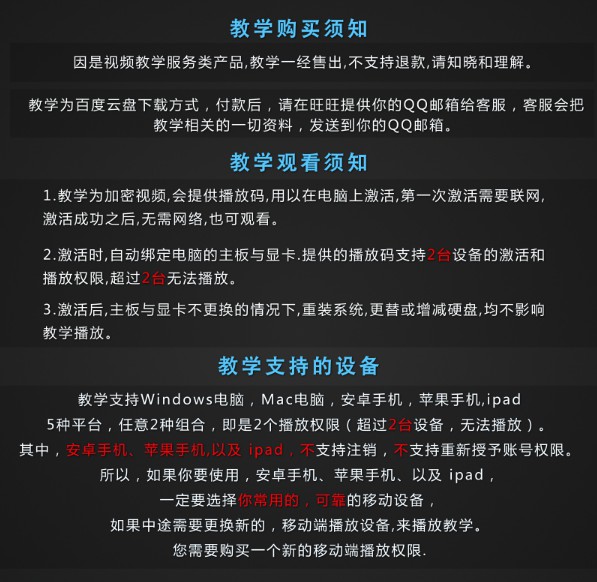 教学购买须知
因是视频教学服务类产品,教学一经售出,不支持退款,请知晓和理解。
教学为百度云盘下载方式，付款后，请在旺旺提供你的QQ邮箱给客服，客服会把
教学相关的一切资料，发送到你的QQ邮箱。
教学观看须知
1.教学为加密视频,会提供播放码,用以在电脑上激活,第一次激活需要联网,
激活成功之后,无需网络,也可观看。
2.激活时,自动绑定电脑的主板与显卡.提供的播放码支持2台设备的激活和
播放权限,超过2台无法播放。
3.激活后,主板与显卡不更换的情况下,重装系统,更替或增减硬盘,均不影响
教学播放。
教学支持的设备
教学支持Windows电脑，Mac电脑，安卓手机，苹果手机,ipad
5种平台，任意2种组合，即是2个播放权限（超过2台设备，无法播放）。
其中，安卓手机、苹果手机,以及 ipad，不支持注销，不支持重新授予账号权限。
所以，如果你要使用，安卓手机、苹果手机、以及 ipad，
一定要选择你常用的，可靠的移动设备，
如果中途需要更换新的，移动端播放设备,来播放教学。
您需要购买一个新的移动端播放权限.